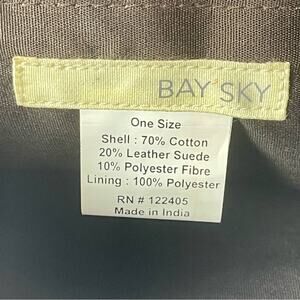 BAY SKY
One Size
Shell : 70% Cotton
20% Leather Suede
10% Polyester Fibre
Lining : 100% Polyester
RN # 122405
Made in India